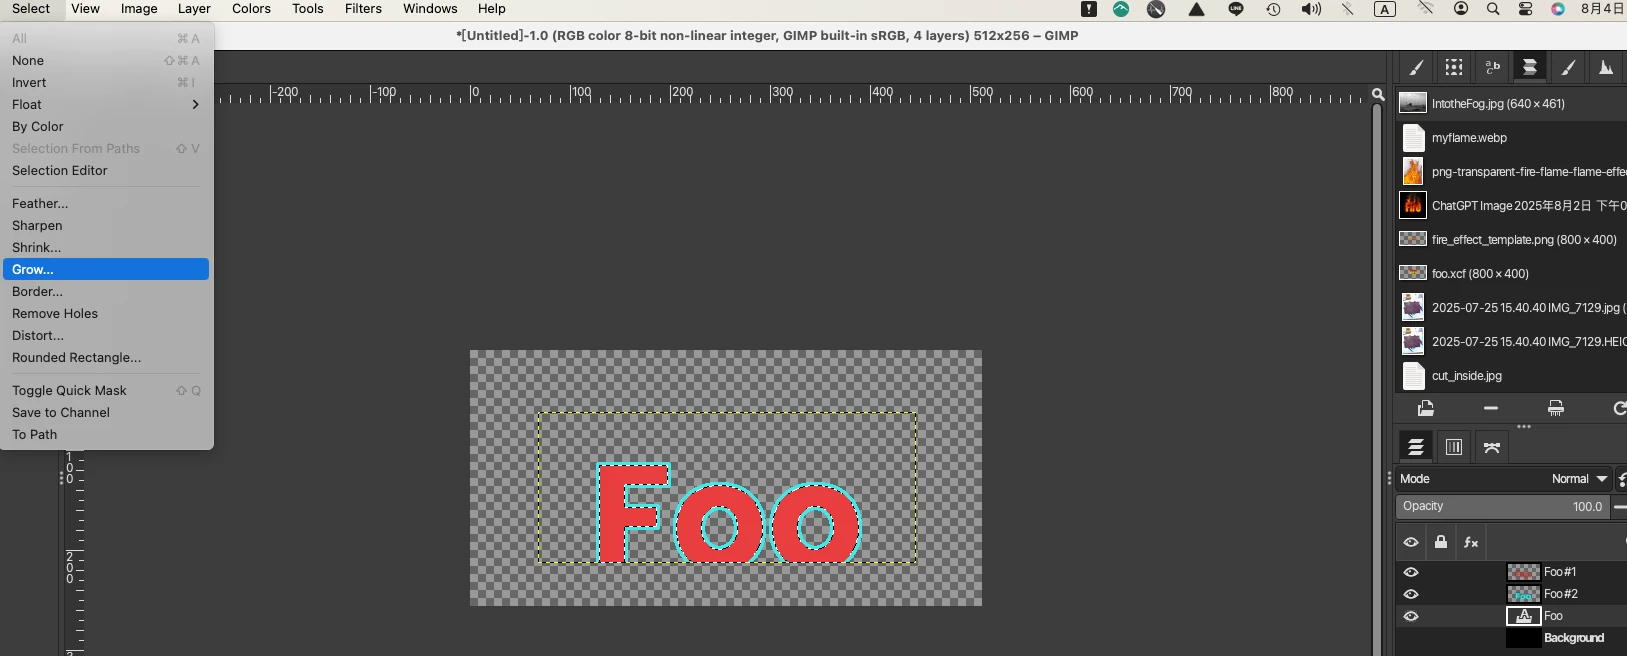 Select View Image Layer Colors Tools Filters Windows Help A LINE 8月4日
*[Untitled]-1.0 (RGB color 8-bit non-linear integer, GIMP built-in sRGB, 4 layers) 512x256 – GIMP
All ⌘ A
None ⇧ ⌘ A
Invert ⌘ I
Float
By Color
Selection From Paths ⇧ V
Selection Editor
Feather...
Sharpen
Shrink...
Grow...
Border...
Remove Holes
Distort...
Rounded Rectangle...
Toggle Quick Mask ⇧ Q
Save to Channel
To Path
-200 -100 0 100 200 300 400 500 600 700 800
100
200
Foo
IntotheFog.jpg (640 × 461)
myflame.webp
png-transparent-fire-flame-flame-effe
ChatGPT Image 2025年8月2日 下午0
fire_effect_template.png (800 × 400)
foo.xcf (800 × 400)
2025-07-25 15.40.40 IMG_7129.jpg (
2025-07-25 15.40.40 IMG_7129.HEIC
cut_inside.jpg
Mode Normal
Opacity 100.0
fx
Foo #1
Foo #2
Foo
Background